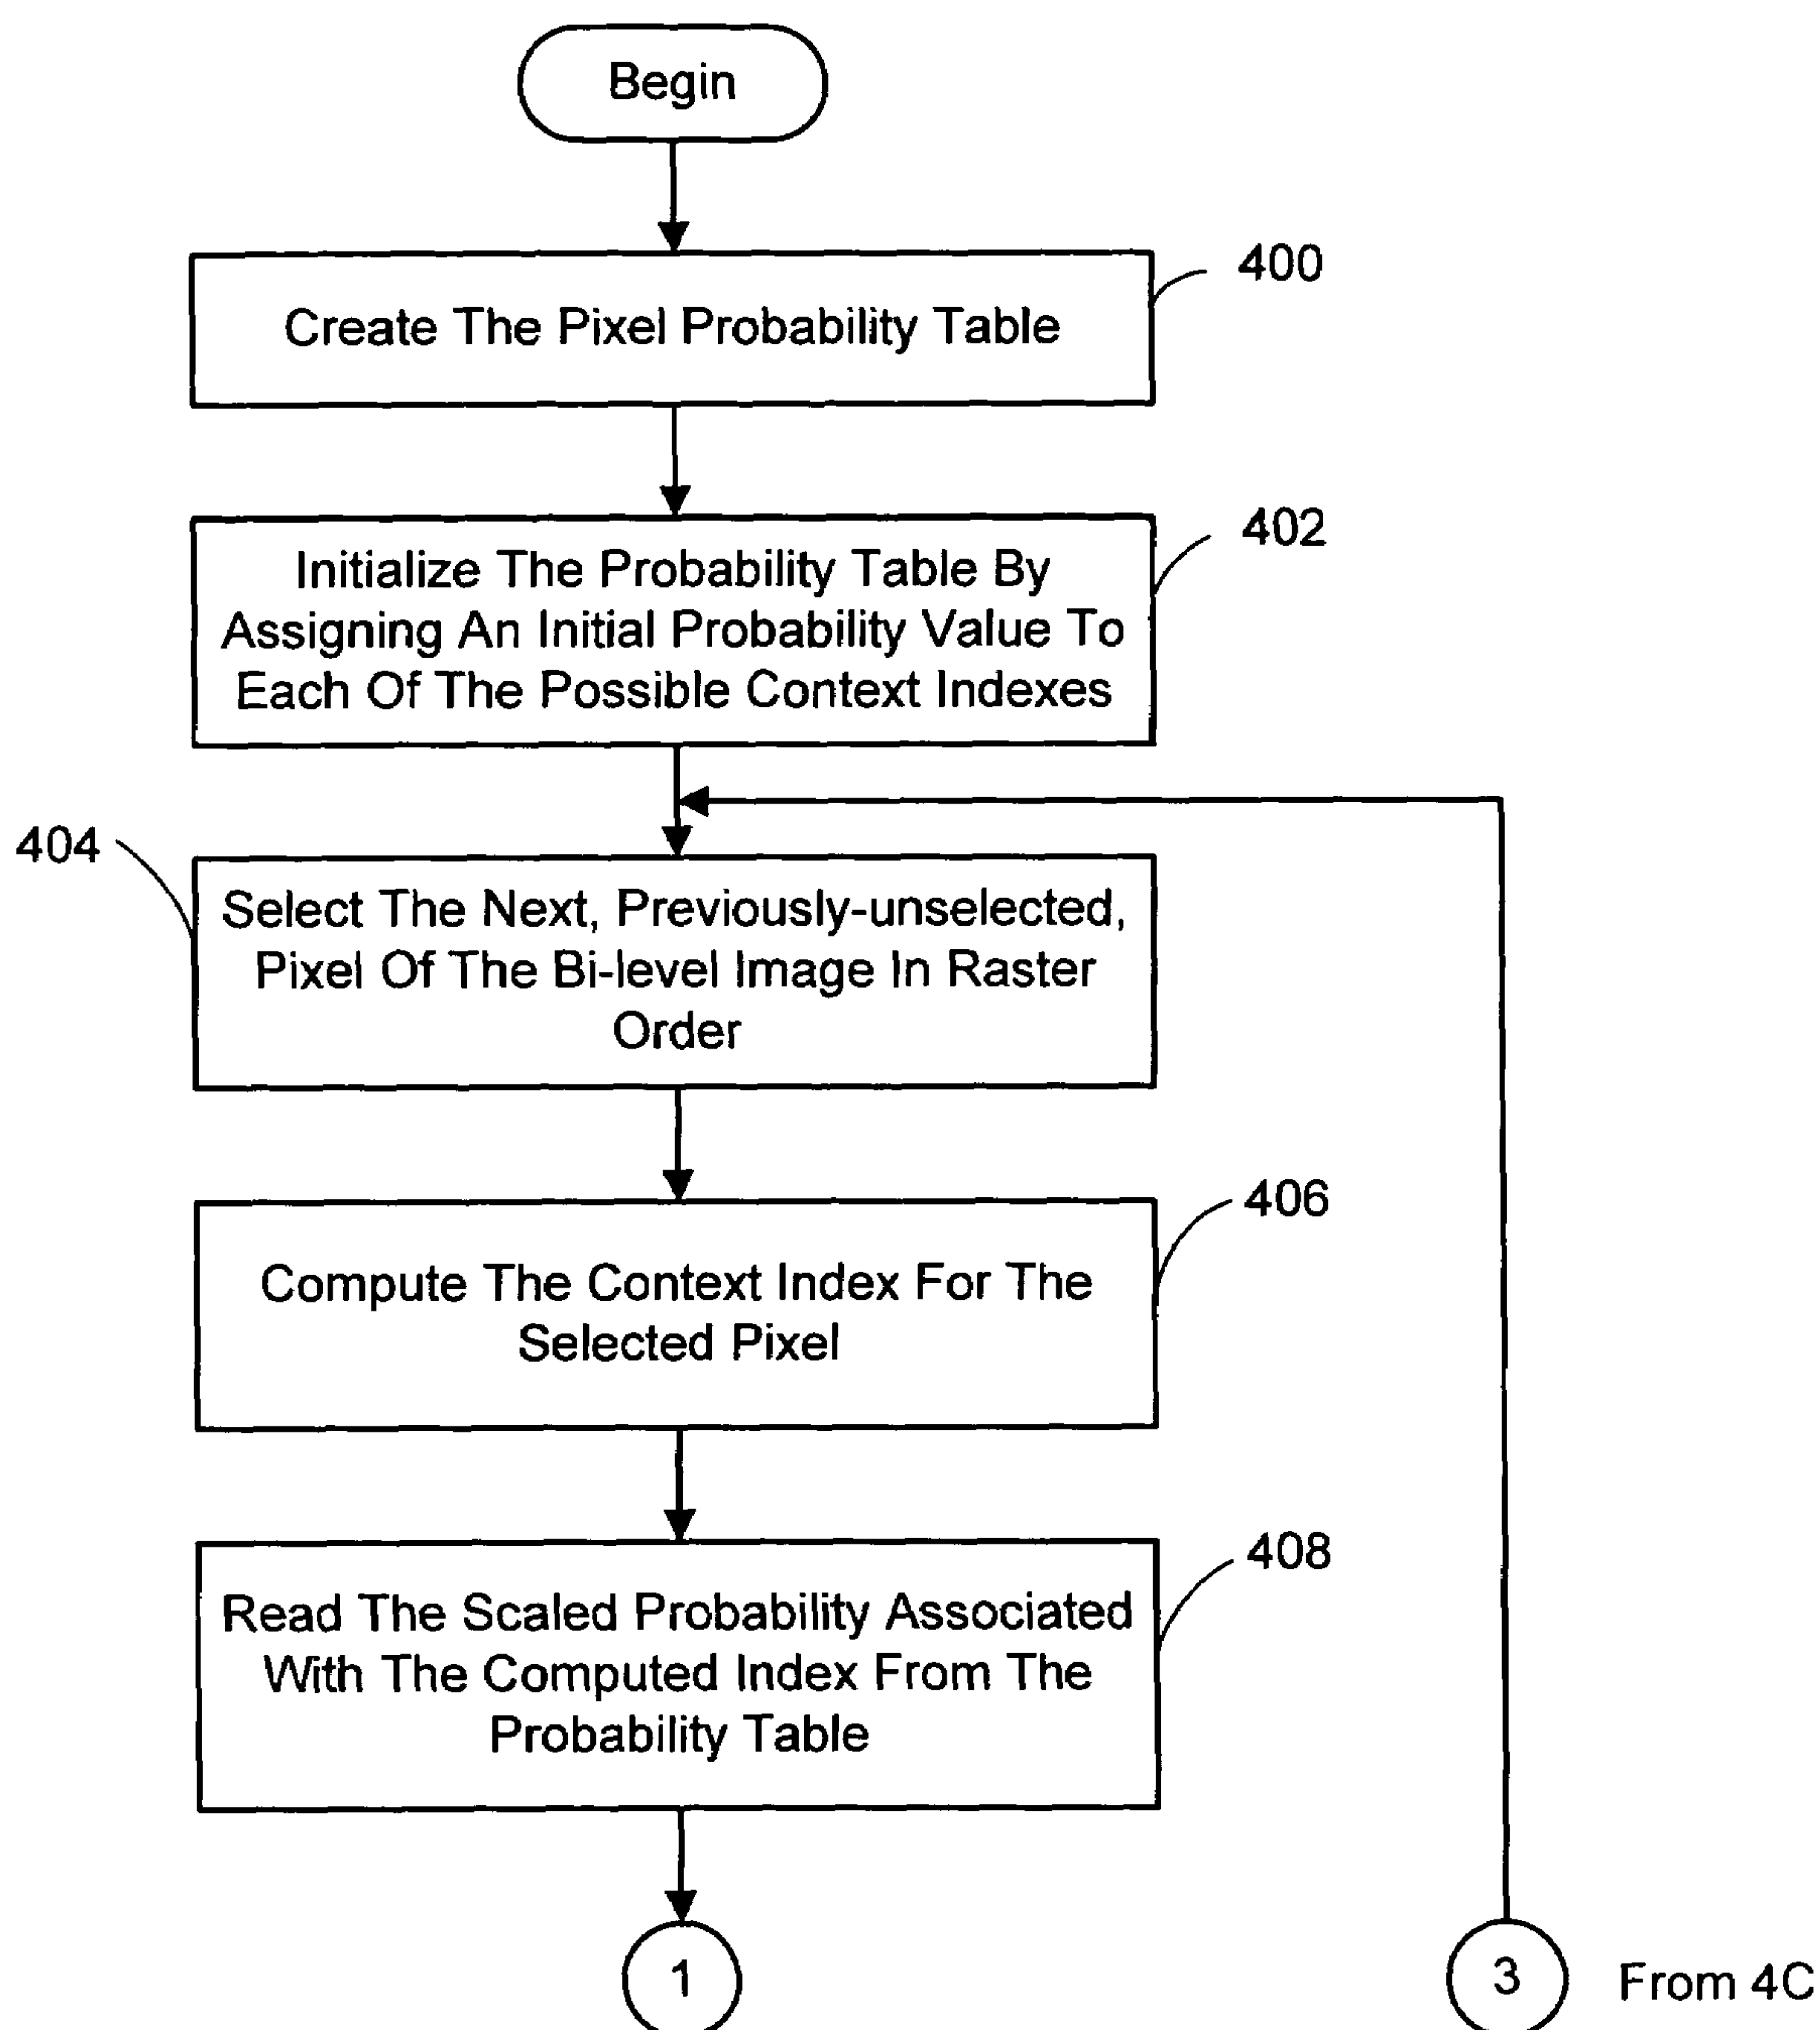 Begin
400
Create The Pixel Probability Table
402
Initialize The Probability Table By
Assigning An Initial Probability Value To
Each Of The Possible Context Indexes
404
Select The Next, Previously-unselected,
Pixel Of The Bi-level Image In Raster
Order
406
Compute The Context Index For The
Selected Pixel
408
Read The Scaled Probability Associated
With The Computed Index From The
Probability Table
1
3
From 4C